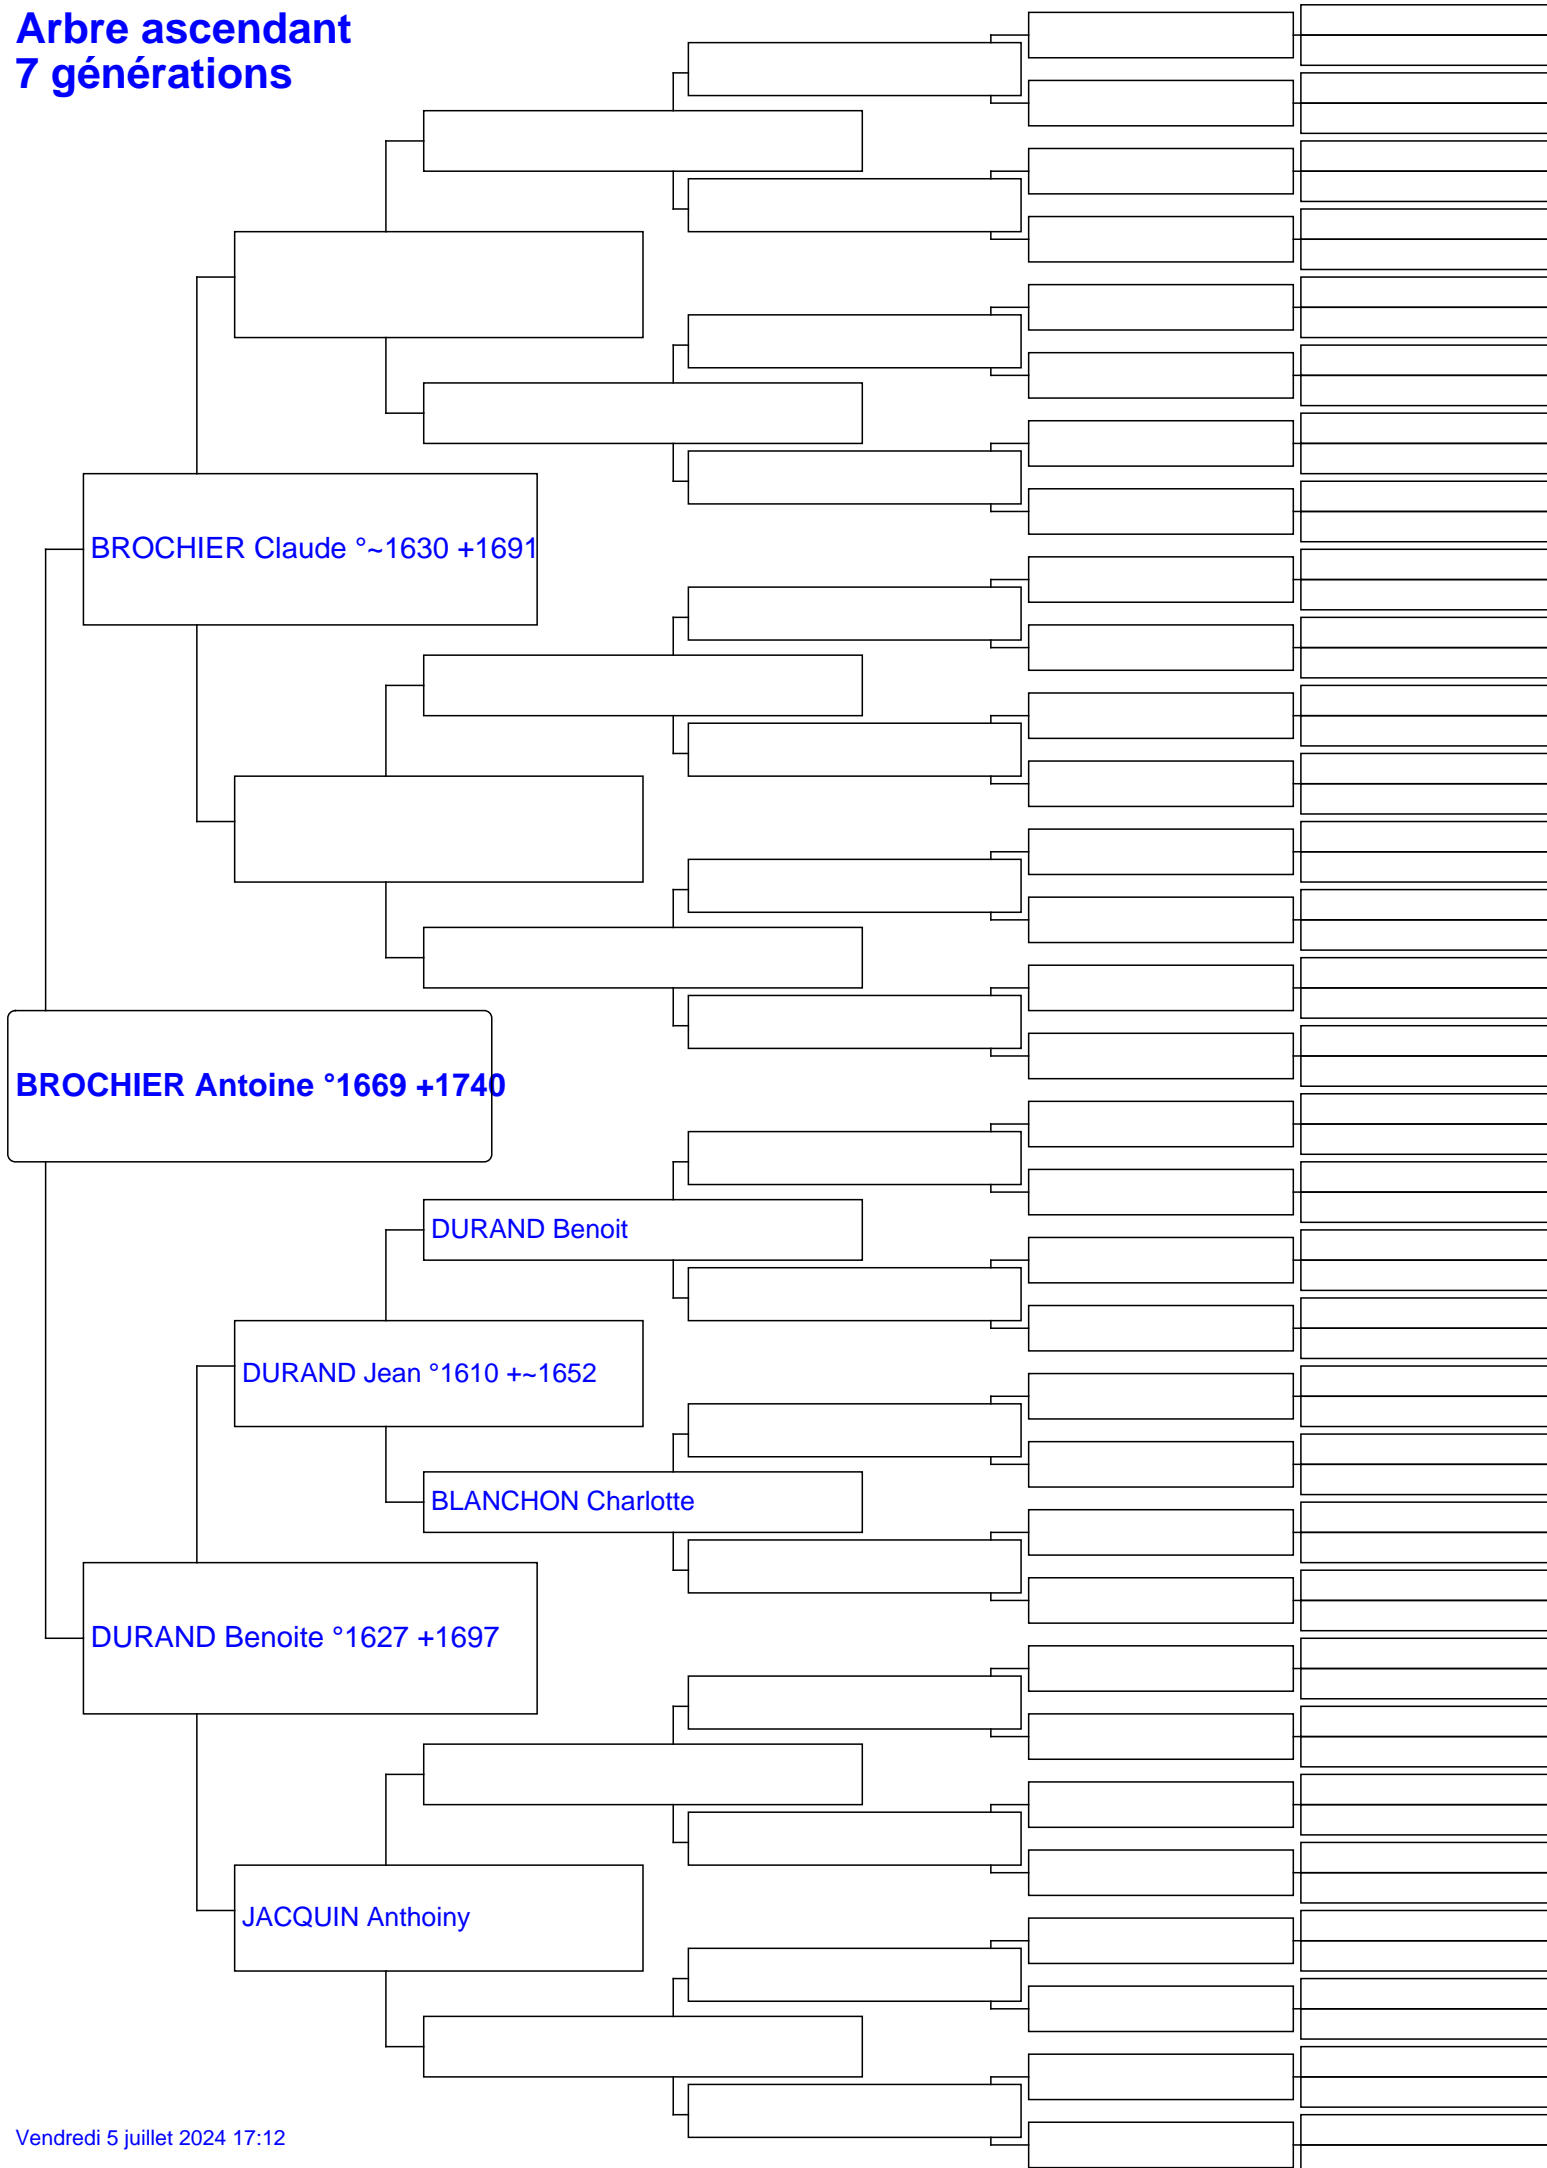 Arbre ascendant
7 générations
BROCHIER Claude °~1630 +1691
BROCHIER Antoine °1669 +1740
DURAND Benoit
DURAND Jean °1610 +~1652
BLANCHON Charlotte
DURAND Benoite °1627 +1697
JACQUIN Anthoiny
Vendredi 5 juillet 2024 17:12